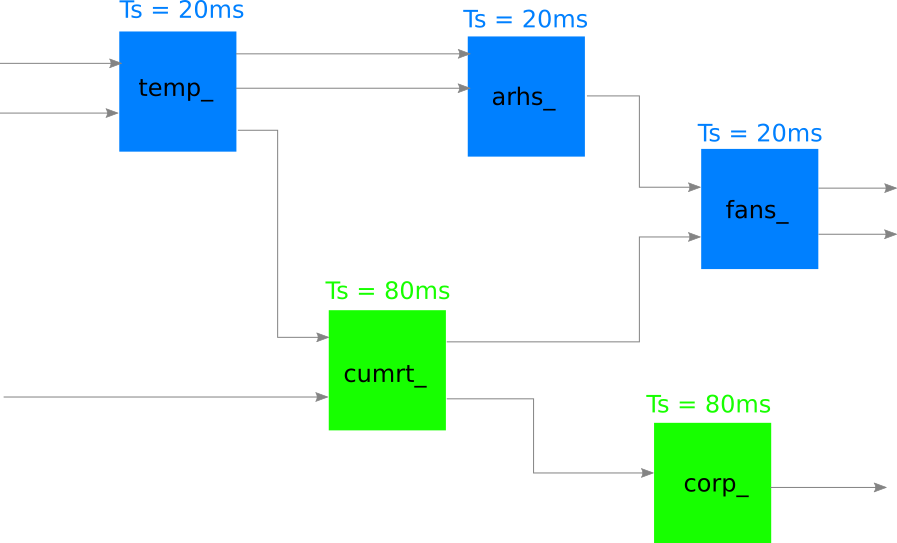 Ts = 20ms
temp_
Ts = 20ms
arhs_
Ts = 20ms
fans_
Ts = 80ms
cumrt_
Ts = 80ms
corp_